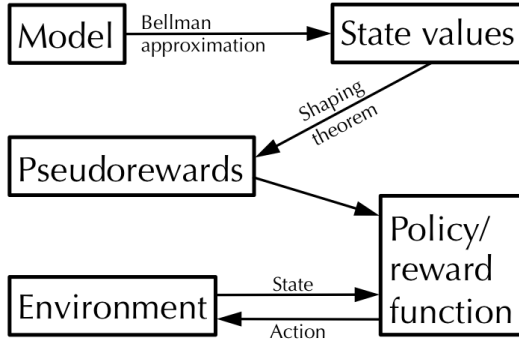 Model
Bellman
approximation
State values
Shaping
theorem
Pseudorewards
Policy/
reward
function
Environment
State
Action